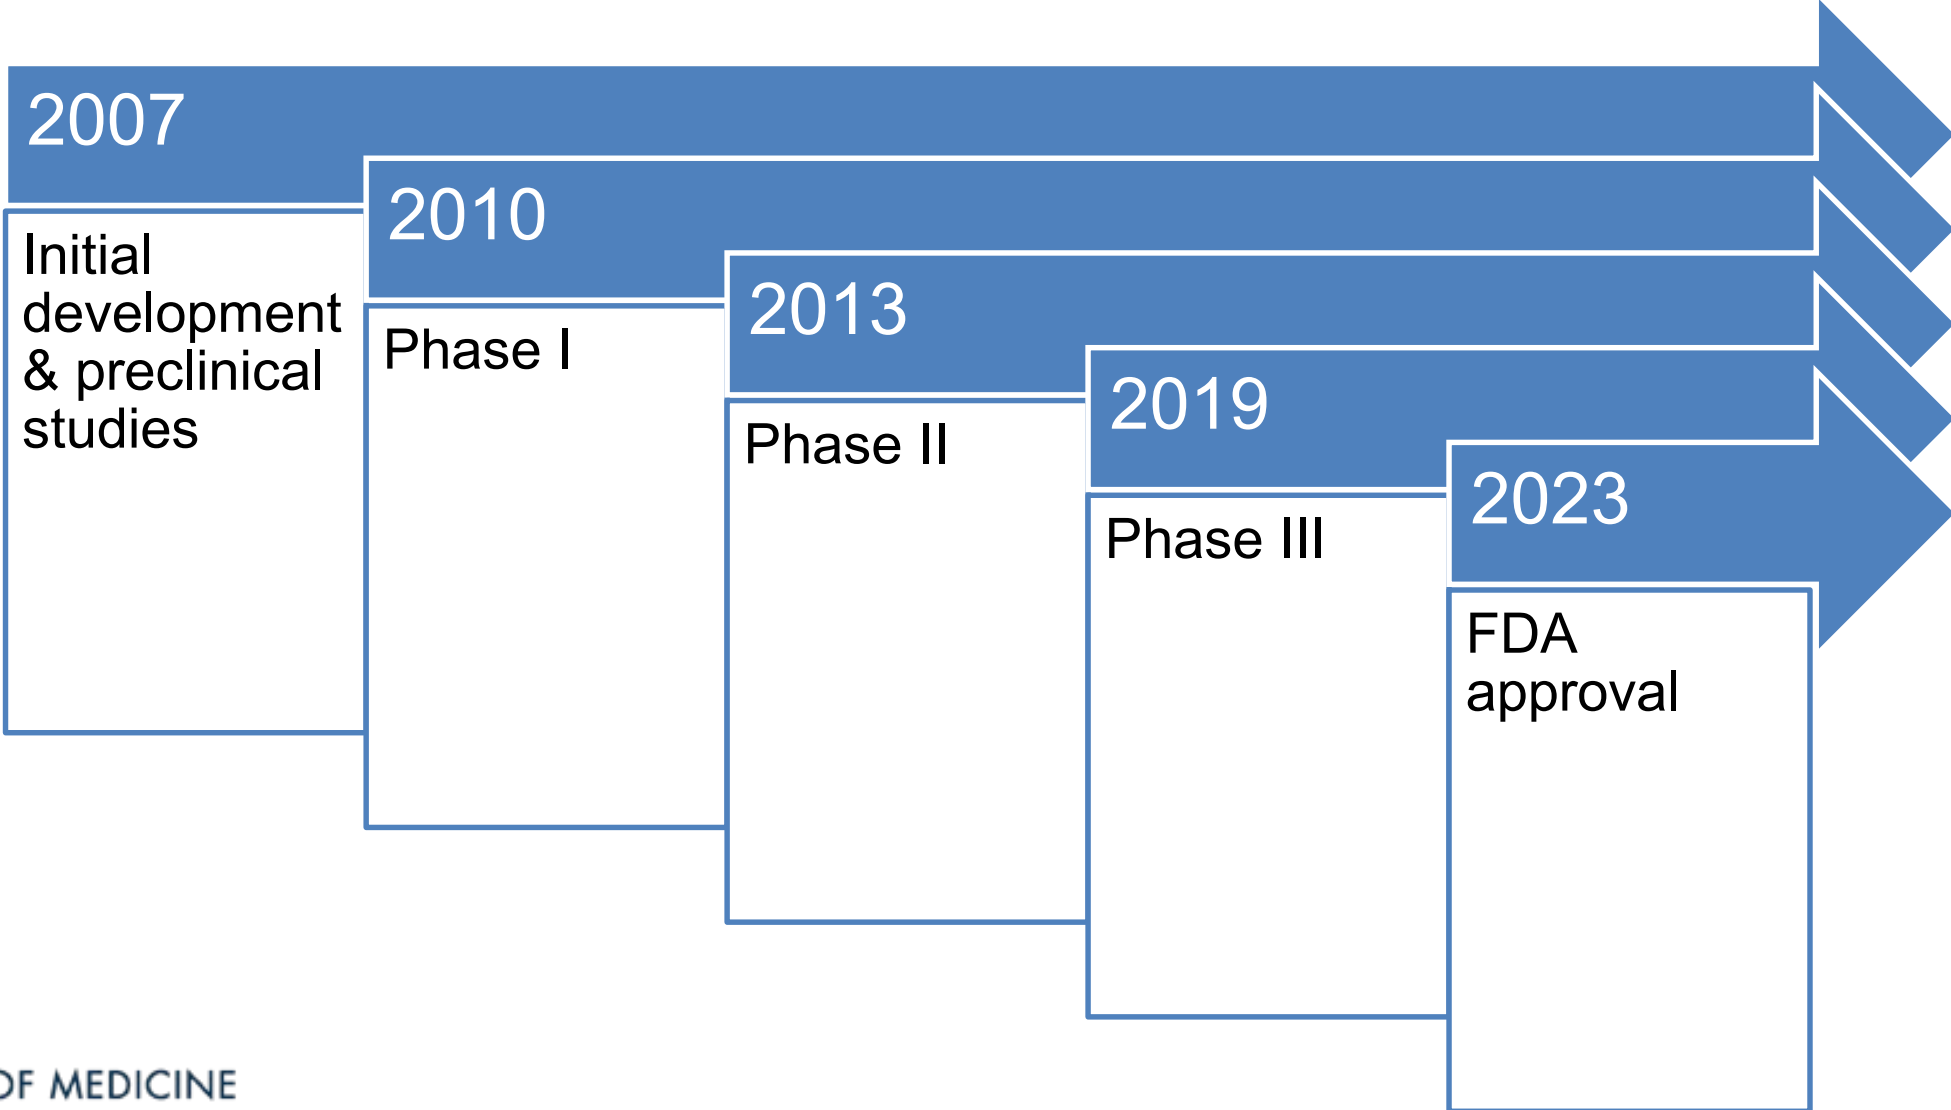 2007
Initial
development
& preclinical
studies
2010
Phase I
2013
Phase II
2019
Phase III
2023
FDA
approval
OF MEDICINE